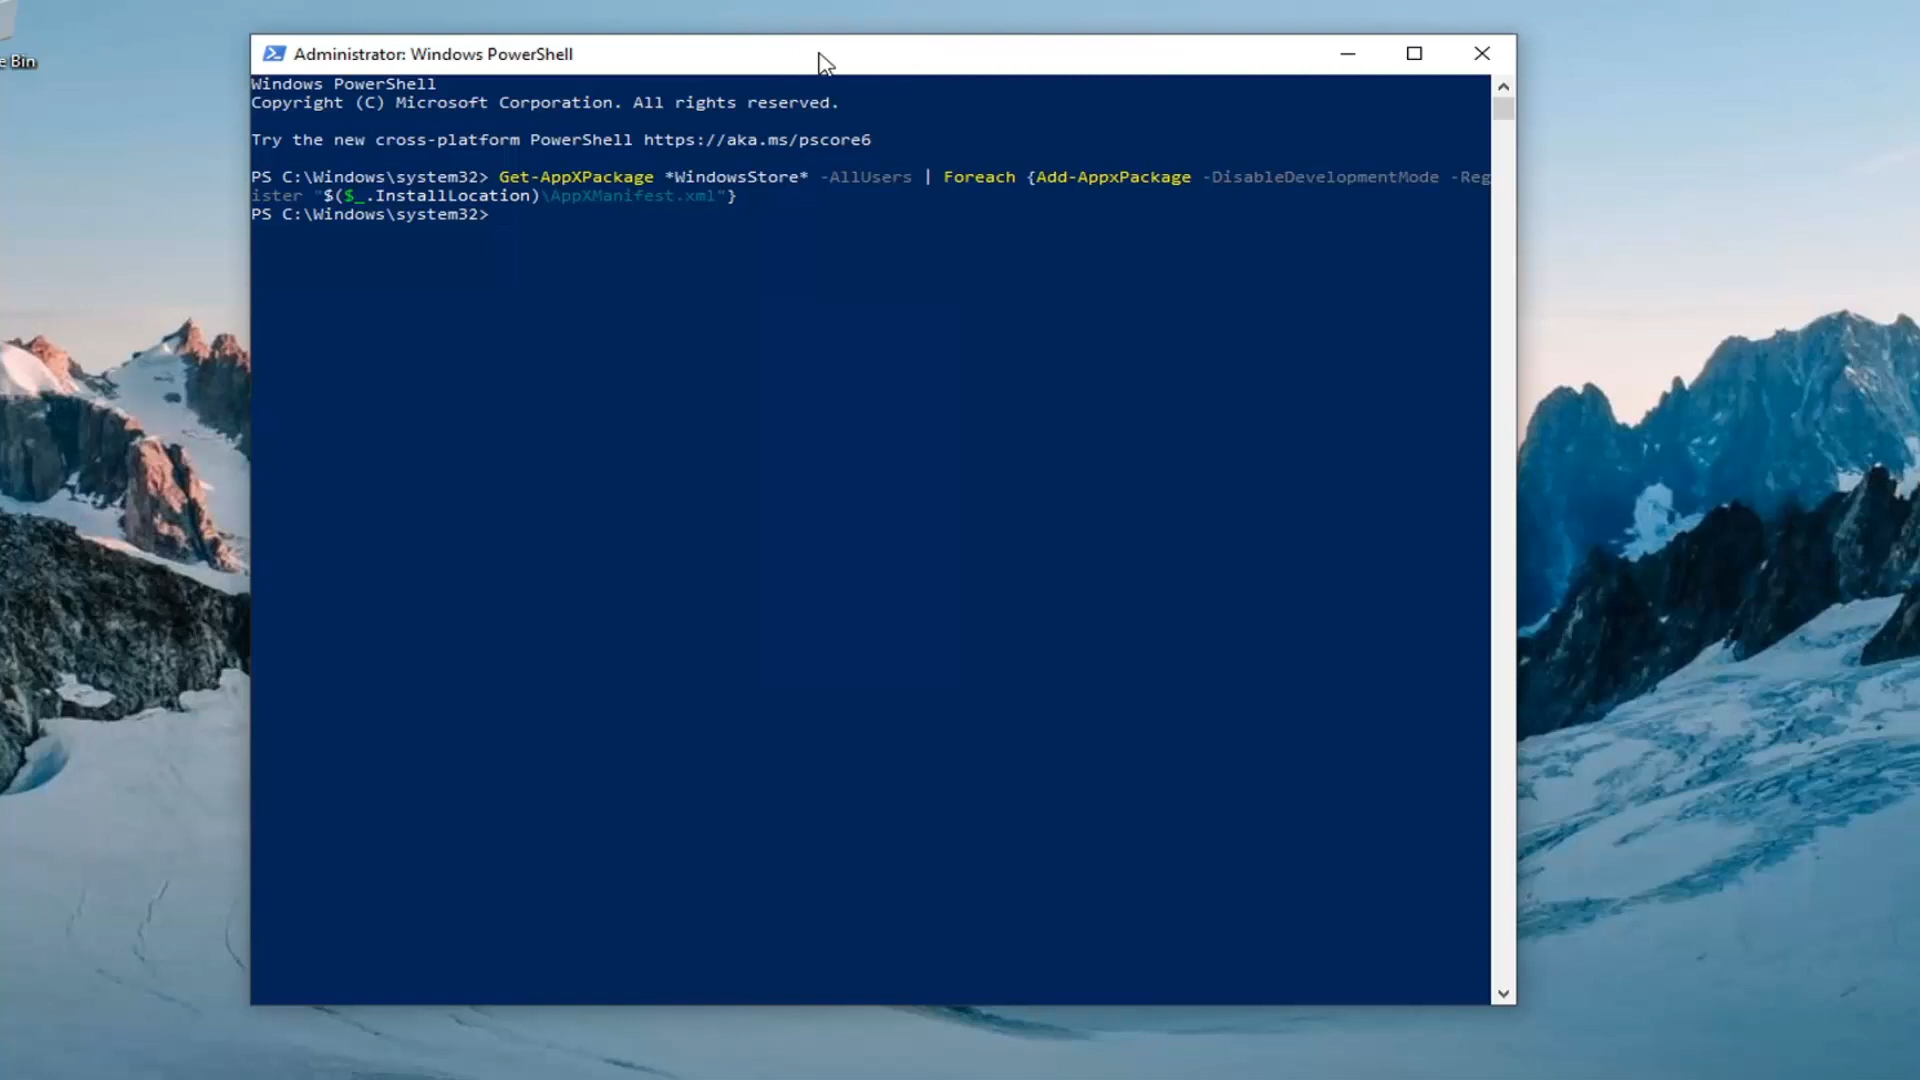 e Bin
Administrator: Windows PowerShell
Windows PowerShell
Copyright (C) Microsoft Corporation. All rights reserved.
Try the new cross-platform PowerShell https://aka.ms/pscore6
PS C:\Windows\system32> Get-AppXPackage *WindowsStore* -AllUsers | Foreach {Add-AppxPackage -DisableDevelopmentMode -Reg
ister "$($_.InstallLocation)\AppXManifest.xml"}
PS C:\Windows\system32>